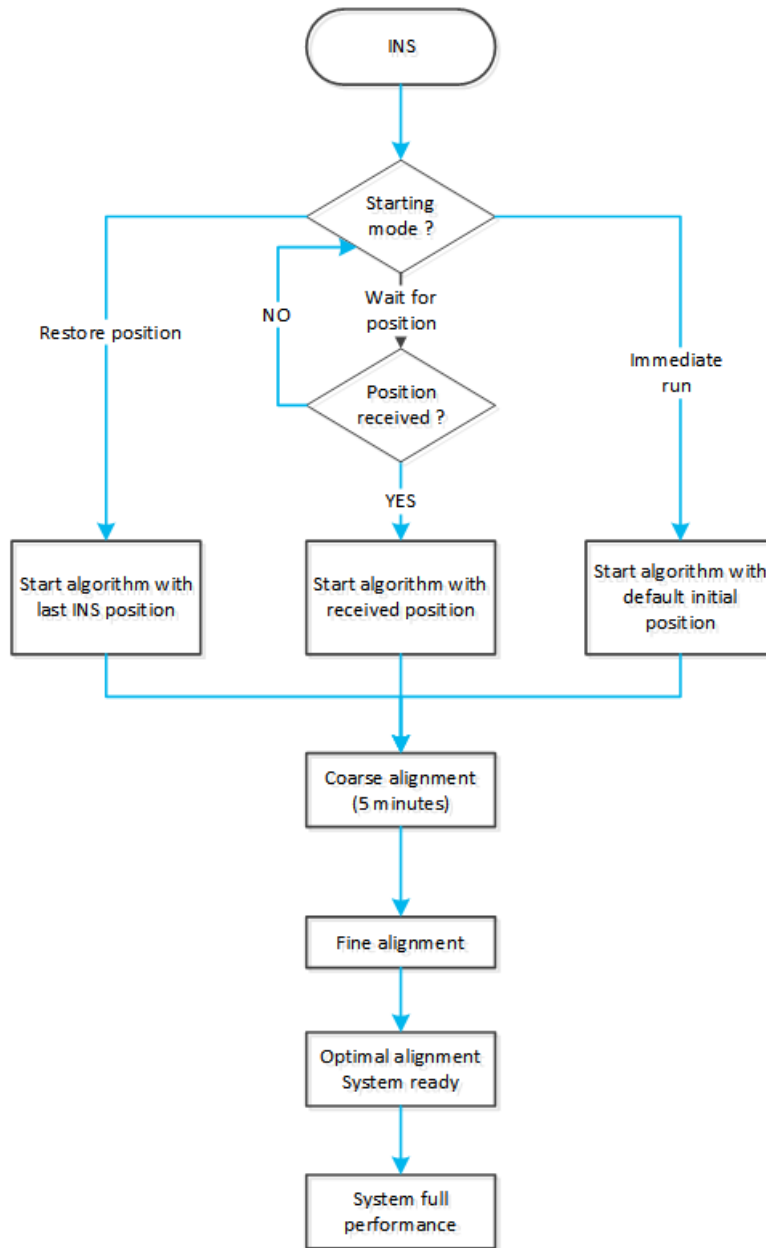 INS
Starting
mode ?
Wait for
position
NO
Restore position
Immediate
run
Position
received ?
YES
Start algorithm with
last INS position
Start algorithm with
received position
Start algorithm with
default initial
position
Coarse alignment
(5 minutes)
Fine alignment
Optimal alignment
System ready
System full
performance